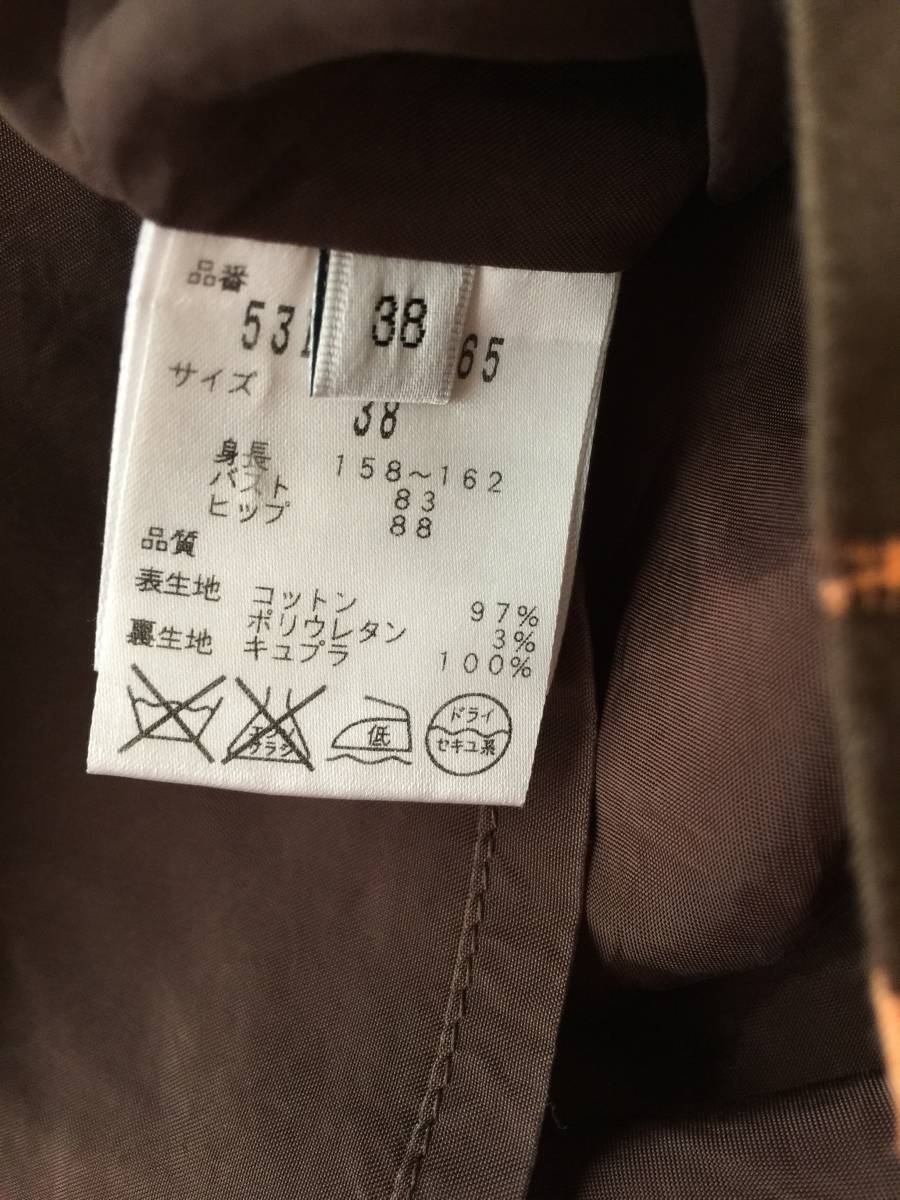 品番
38
65
サイズ
38
身長 158～162
バスト 83
ヒップ 88
品質
表生地 コットン 97%
ポリウレタン 3%
裏生地 キュプラ 100%
低
ドライ
セキユ系